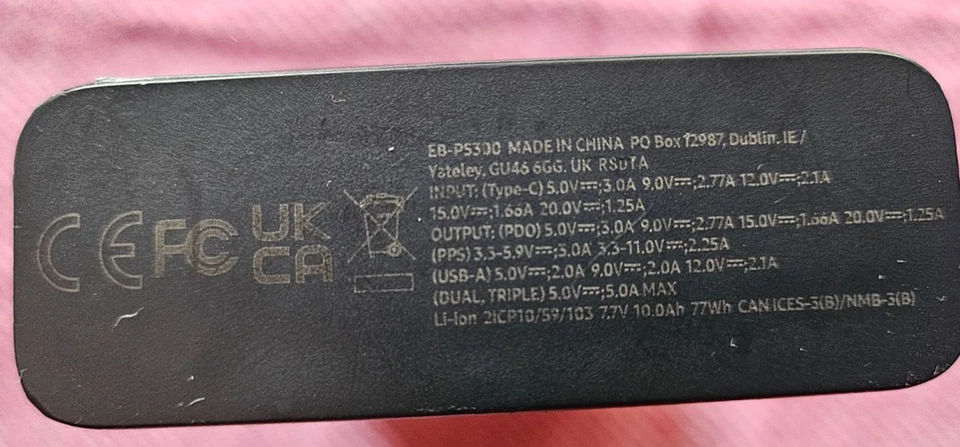 CE FC UK
CA
EB-P5300 MADE IN CHINA PO Box 12987, Dublin. IE /
Yateley, GU46 6GG. UK
INPUT: (Type-C) 5.0V⎓;3.0A 9.0V⎓;2.77A 12.0V⎓;2.1A
15.0V⎓;1.66A 20.0V⎓;1.25A
OUTPUT: (PDO) 5.0V⎓;3.0A 9.0V⎓;2.77A 15.0V⎓;1.66A 20.0V⎓;1.25A
(PPS) 3.3-5.9V⎓;3.0A 3.3-11.0V⎓;2.25A
(USB-A) 5.0V⎓;2.0A 9.0V⎓;2.0A 12.0V⎓;2.1A
(DUAL, TRIPLE) 5.0V⎓;5.0A MAX
Li-Ion 2ICP10/59/103 7.7V 10.0Ah 77Wh CAN ICES-3(B)/NMB-3(B)